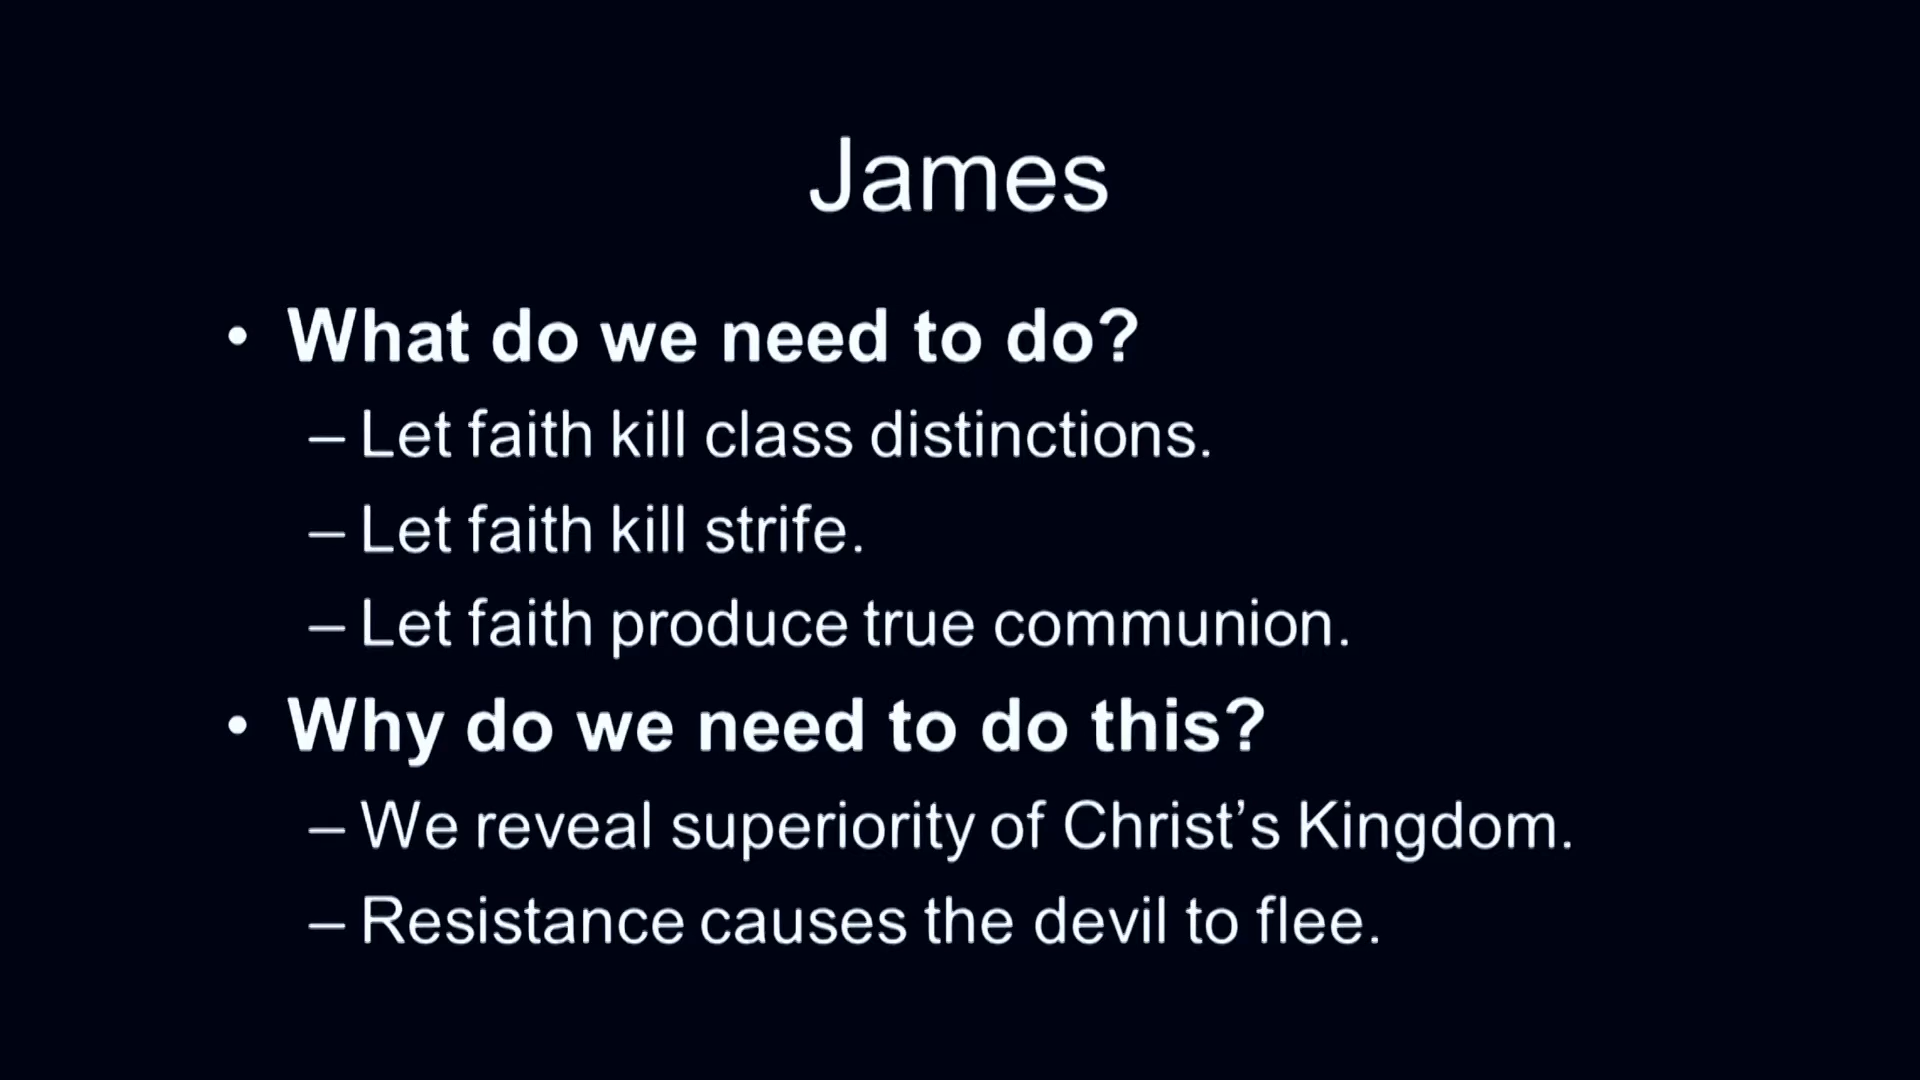 James
• What do we need to do?
– Let faith kill class distinctions.
– Let faith kill strife.
– Let faith produce true communion.
• Why do we need to do this?
– We reveal superiority of Christ’s Kingdom.
– Resistance causes the devil to flee.